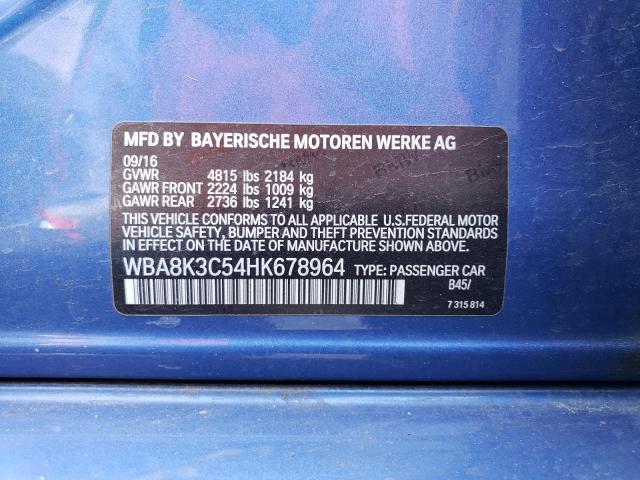 MFD BY BAYERISCHE MOTOREN WERKE AG
09/16
GVWR 4815 lbs 2184 kg
GAWR FRONT 2224 lbs 1009 kg
GAWR REAR 2736 lbs 1241 kg
THIS VEHICLE CONFORMS TO ALL APPLICABLE U.S.FEDERAL MOTOR
VEHICLE SAFETY, BUMPER AND THEFT PREVENTION STANDARDS
IN EFFECT ON THE DATE OF MANUFACTURE SHOWN ABOVE.
WBA8K3C54HK678964 TYPE: PASSENGER CAR
B45/
7 315 814